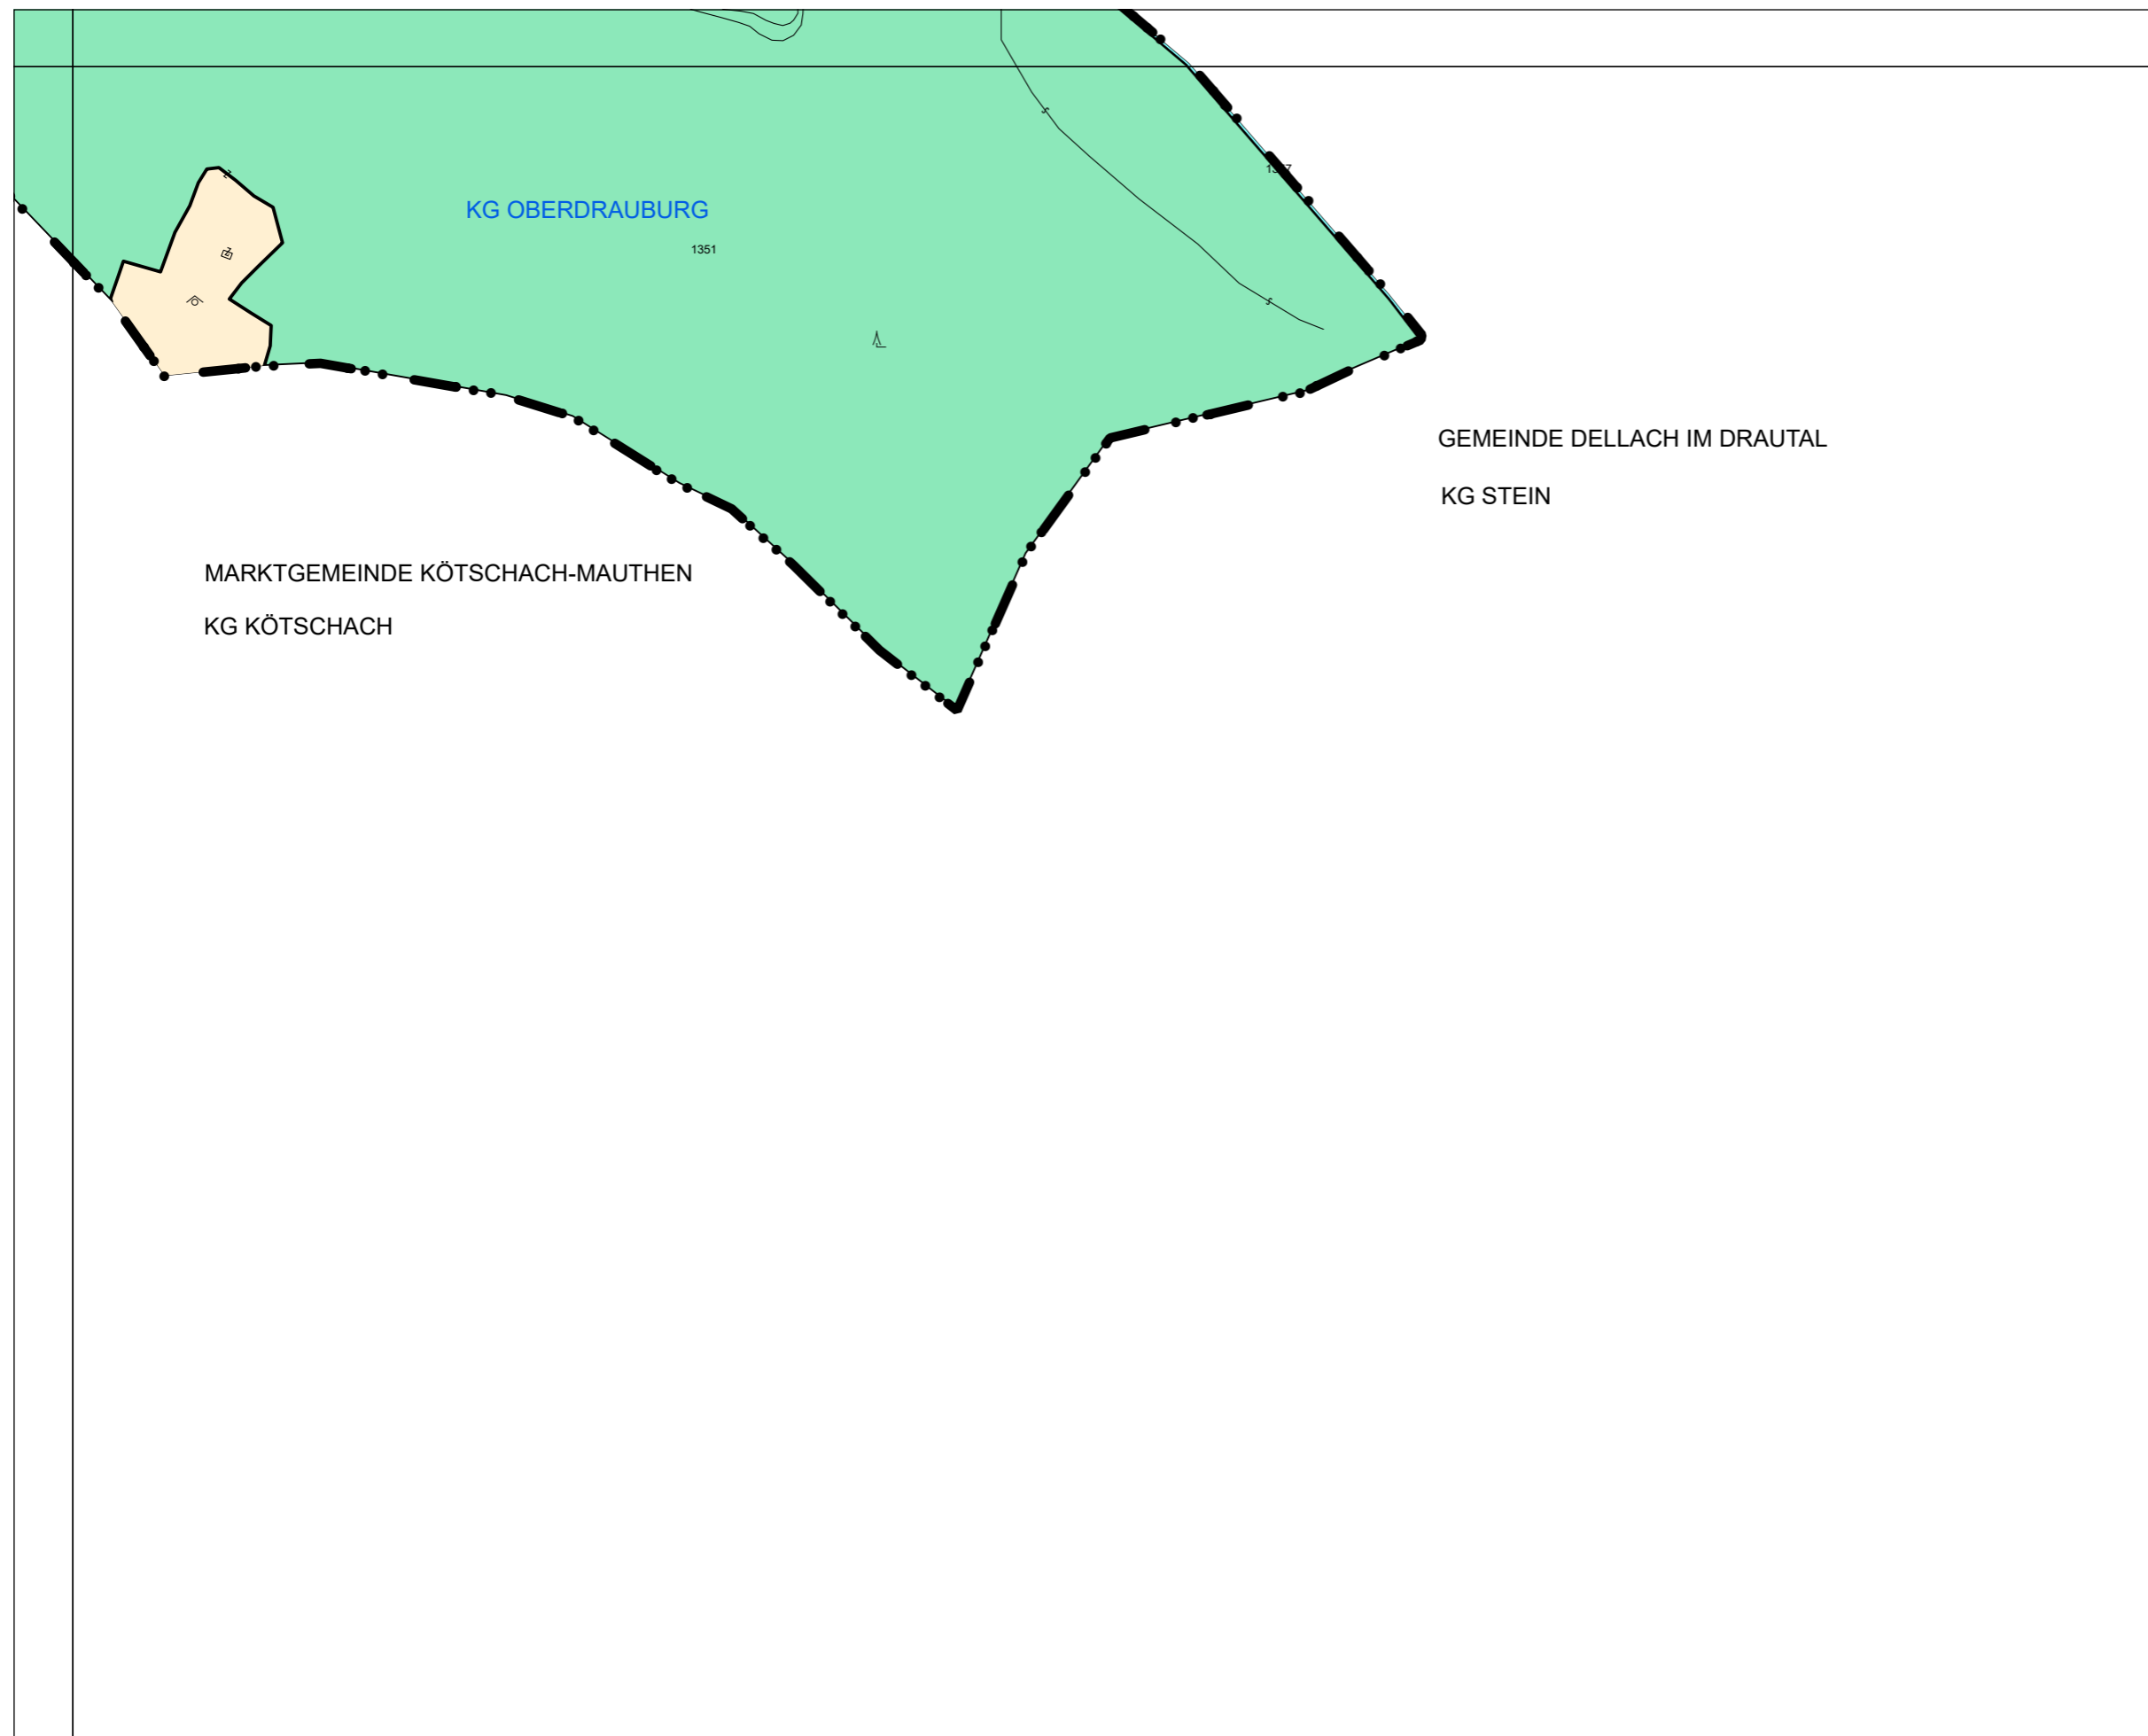 KG OBERDRAUBURG
1351
GEMEINDE DELLACH IM DRAUTAL
KG STEIN
MARKTGEMEINDE KÖTSCHACH-MAUTHEN
KG KÖTSCHACH